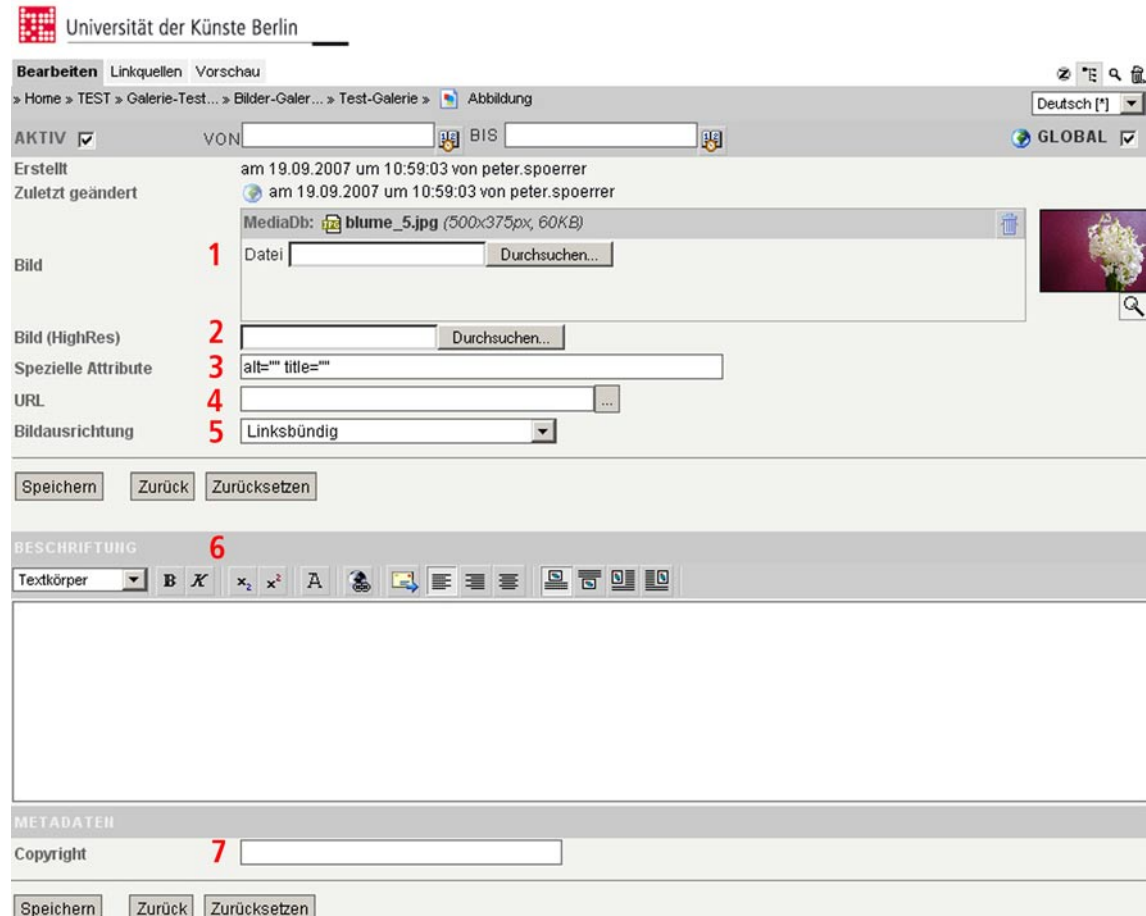 Universität der Künste Berlin
Bearbeiten Linkquellen Vorschau
» Home » TEST » Galerie-Test... » Bilder-Galer... » Test-Galerie » Abbildung
Deutsch [*]
AKTIV VON BIS GLOBAL
Erstellt am 19.09.2007 um 10:59:03 von peter.spoerrer
Zuletzt geändert am 19.09.2007 um 10:59:03 von peter.spoerrer
MediaDb: blume_5.jpg (500x375px, 60KB)
Bild 1 Datei Durchsuchen...
Bild (HighRes) 2 Durchsuchen...
Spezielle Attribute 3 alt="" title=""
URL 4 ...
Bildausrichtung 5 Linksbündig
Speichern Zurück Zurücksetzen
BESCHRIFTUNG 6
Textkörper B K x₂ x² A
METADATEN
Copyright 7
Speichern Zurück Zurücksetzen